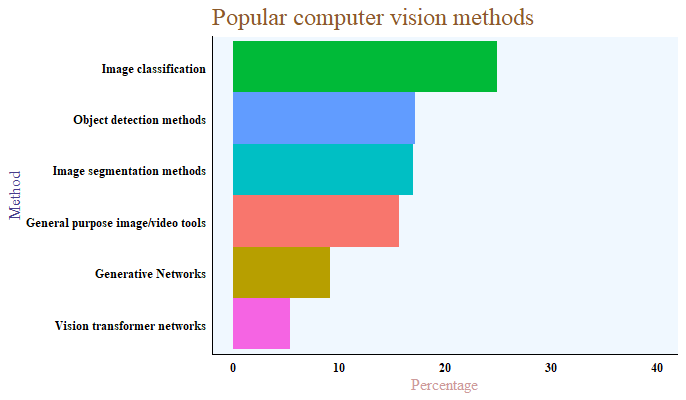 Popular computer vision methods
Image classification
Object detection methods
Image segmentation methods
General purpose image/video tools
Generative Networks
Vision transformer networks
Method
0 10 20 30 40
Percentage